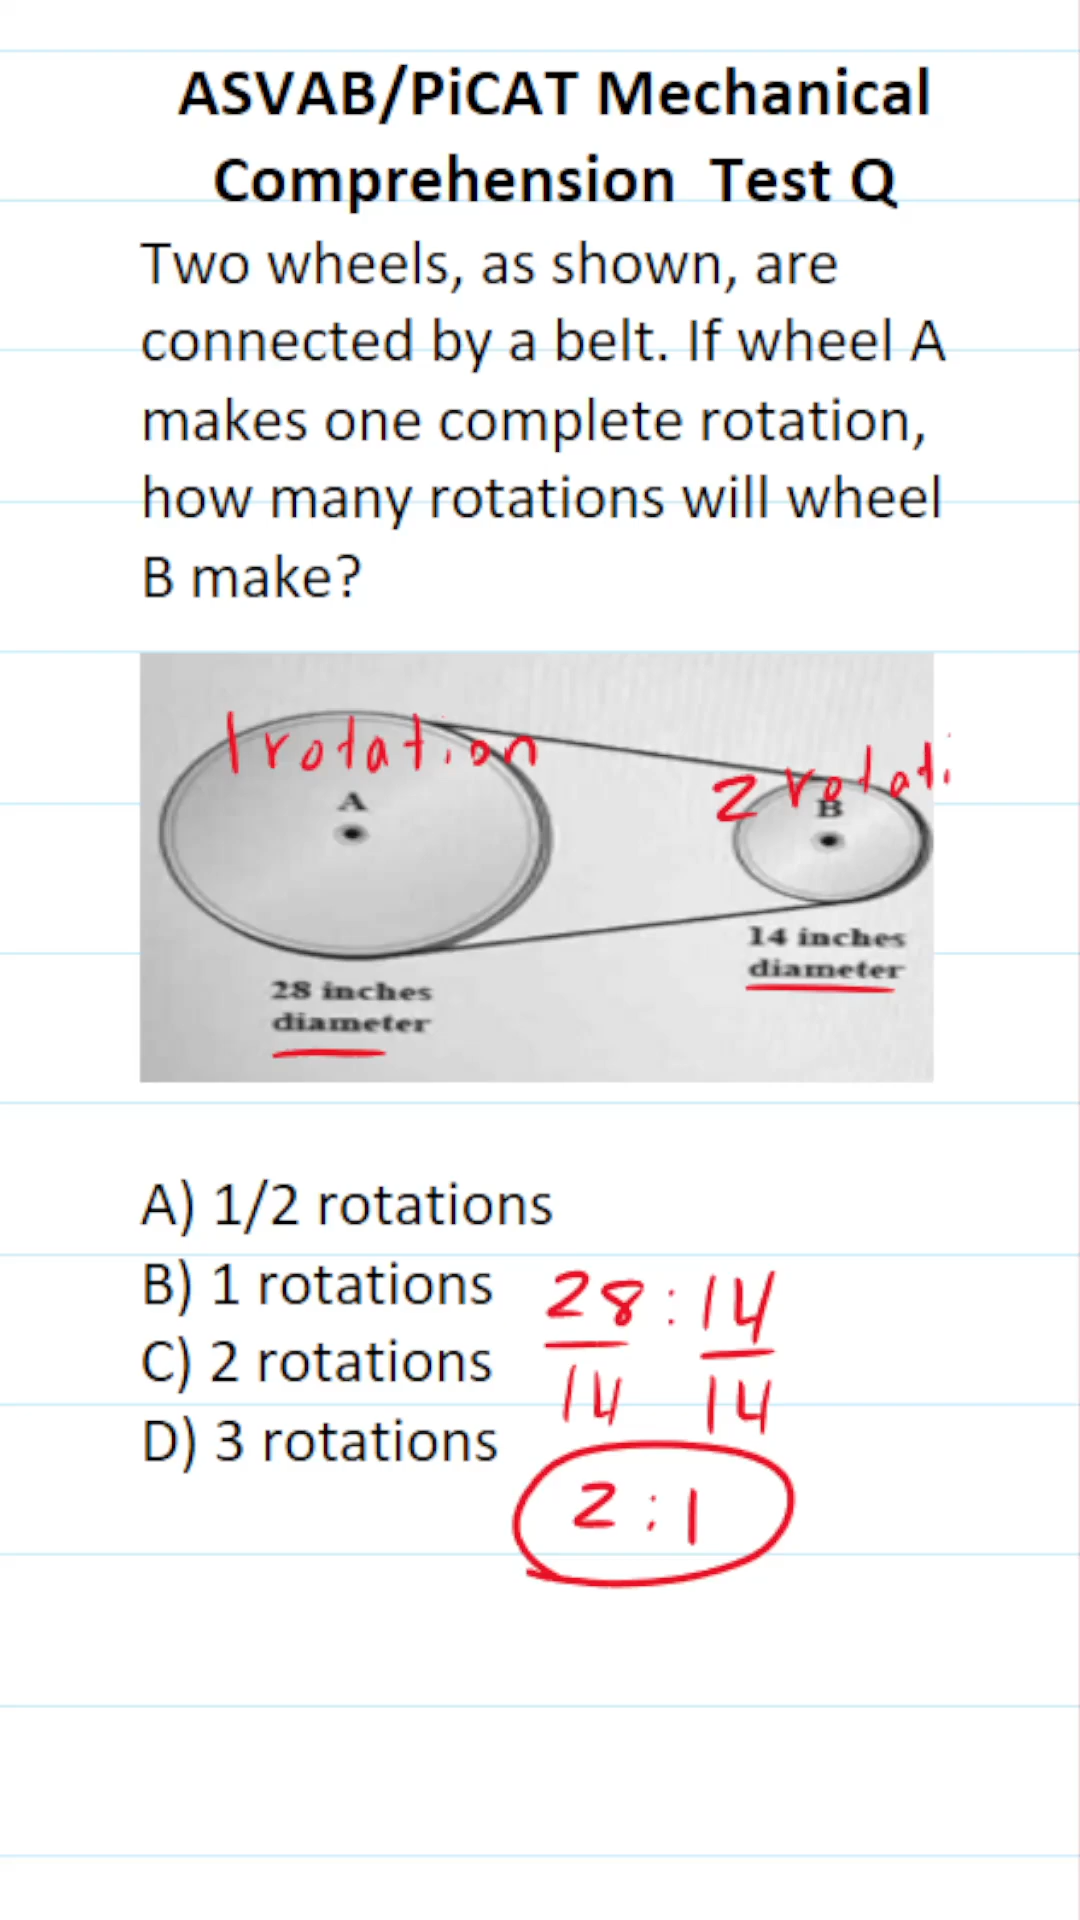 ASVAB/PiCAT Mechanical
Comprehension Test Q
Two wheels, as shown, are
connected by a belt. If wheel A
makes one complete rotation,
how many rotations will wheel
B make?
1 rotation
2 rotati
A
B
14 inches
diameter
28 inches
diameter
A) 1/2 rotations
B) 1 rotations
C) 2 rotations
D) 3 rotations
28 : 14
14 14
2 : 1